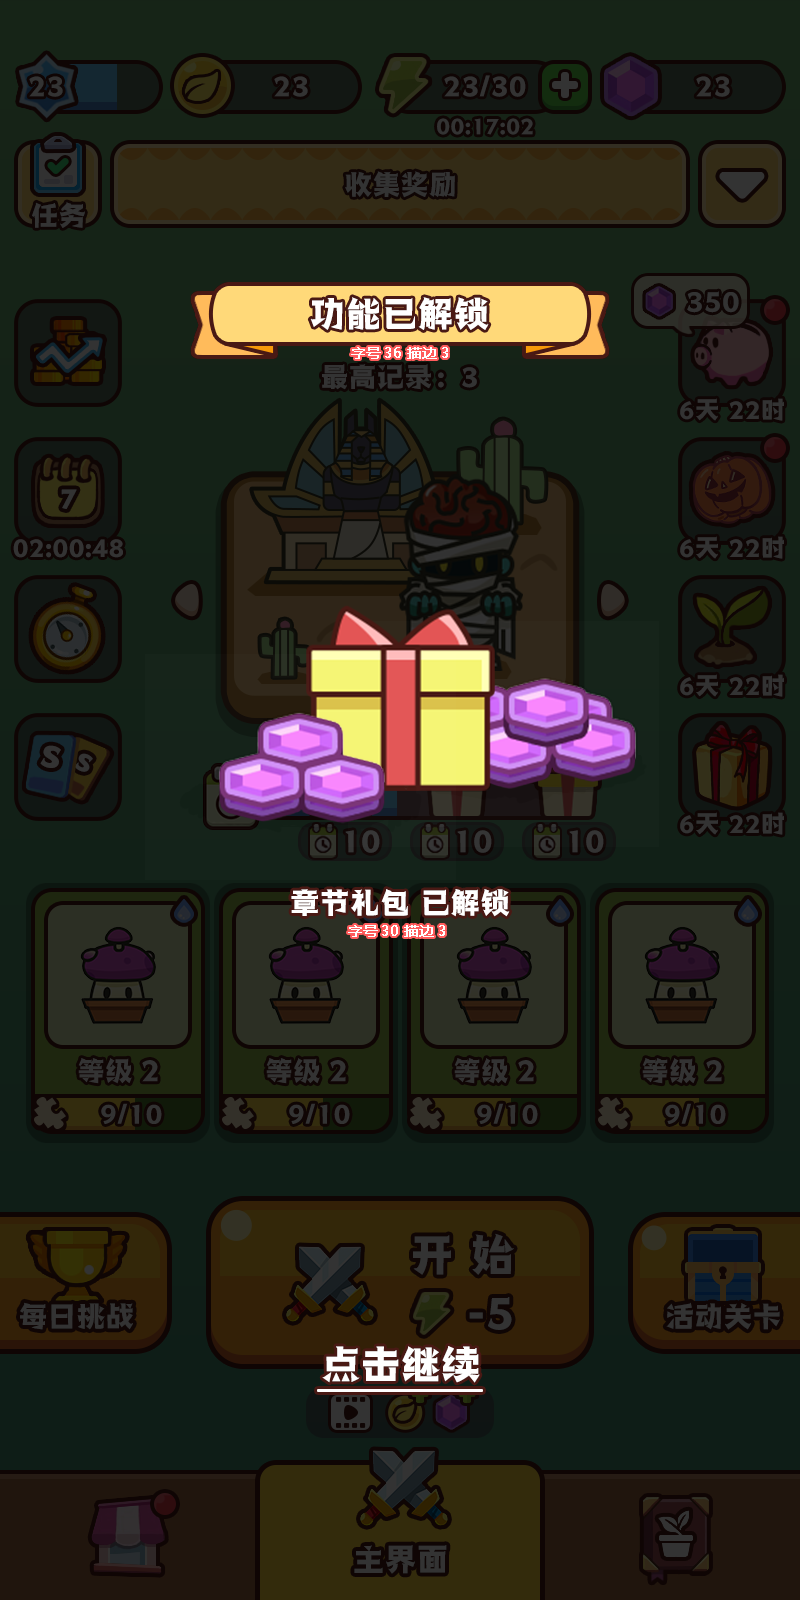 23
23
23/30
23
00:17:02
任务
收集奖励
350
功能已解锁
字号36 描边3
最高记录：3
6天 22时
7
02:00:48
6天 22时
6天 22时
S S
6天 22时
10
10
10
章节礼包 已解锁
字号30 描边3
等级 2
等级 2
等级 2
等级 2
9/10
9/10
9/10
9/10
开 始
-5
每日挑战
活动关卡
点击继续
主界面